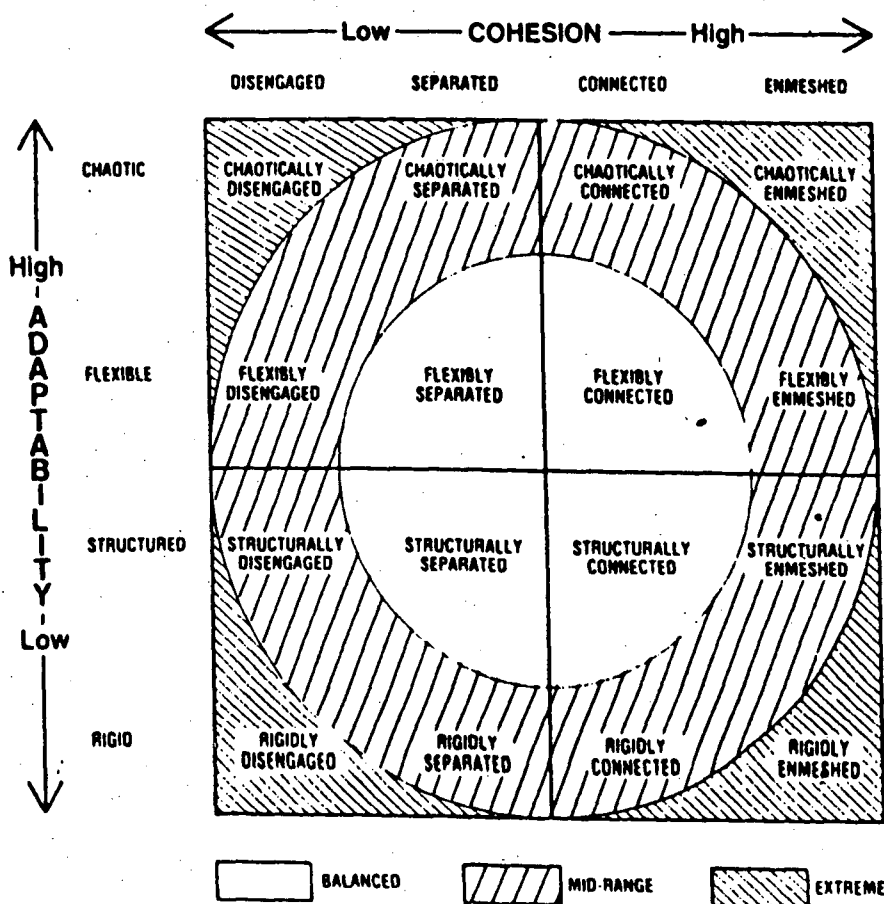 Low COHESION High
DISENGAGED SEPARATED CONNECTED ENMESHED
CHAOTIC
CHAOTICALLY DISENGAGED
CHAOTICALLY SEPARATED
CHAOTICALLY CONNECTED
CHAOTICALLY ENMESHED
High
ADAPTABILITY
Low
FLEXIBLE
FLEXIBLY DISENGAGED
FLEXIBLY SEPARATED
FLEXIBLY CONNECTED
FLEXIBLY ENMESHED
STRUCTURED
STRUCTURALLY DISENGAGED
STRUCTURALLY SEPARATED
STRUCTURALLY CONNECTED
STRUCTURALLY ENMESHED
RIGID
RIGIDLY DISENGAGED
RIGIDLY SEPARATED
RIGIDLY CONNECTED
RIGIDLY ENMESHED
BALANCED MID-RANGE EXTREME